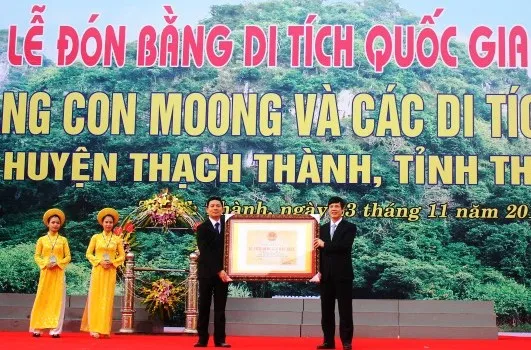 LỄ ĐÓN BẰNG DI TÍCH QUỐC GIA
NG CON MOONG VÀ CÁC DI TÍC
HUYỆN THẠCH THÀNH, TỈNH TH
hành, ngày 3 tháng 11 năm 20